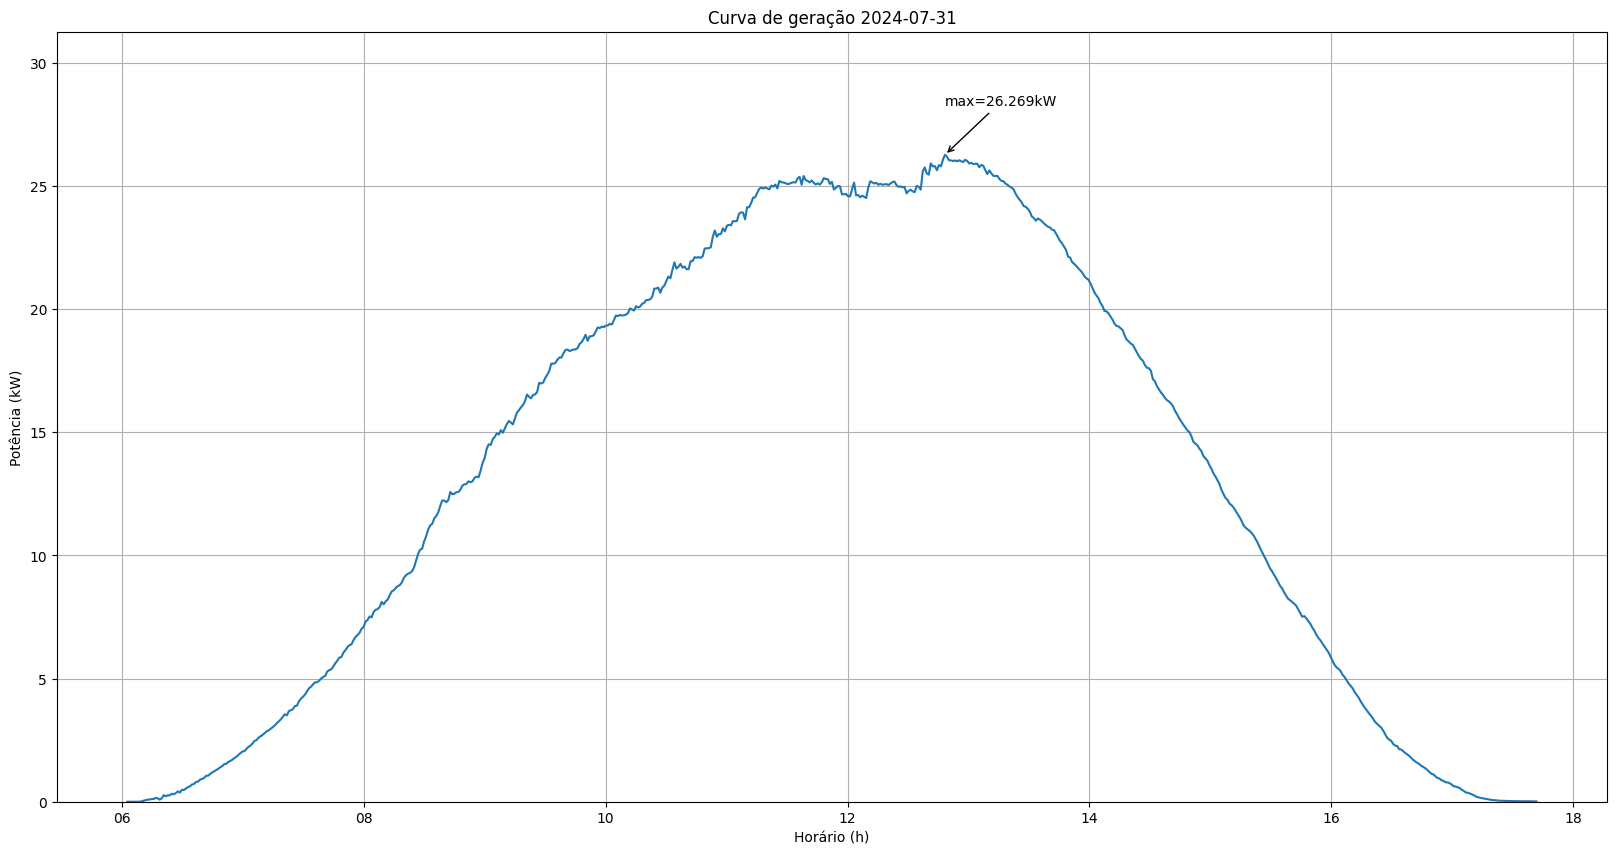 Curva de geração 2024-07-31
30
max=26.269kW
25
20
15
Potência (kW)
10
5
0
06 08 10 12 14 16 18
Horário (h)